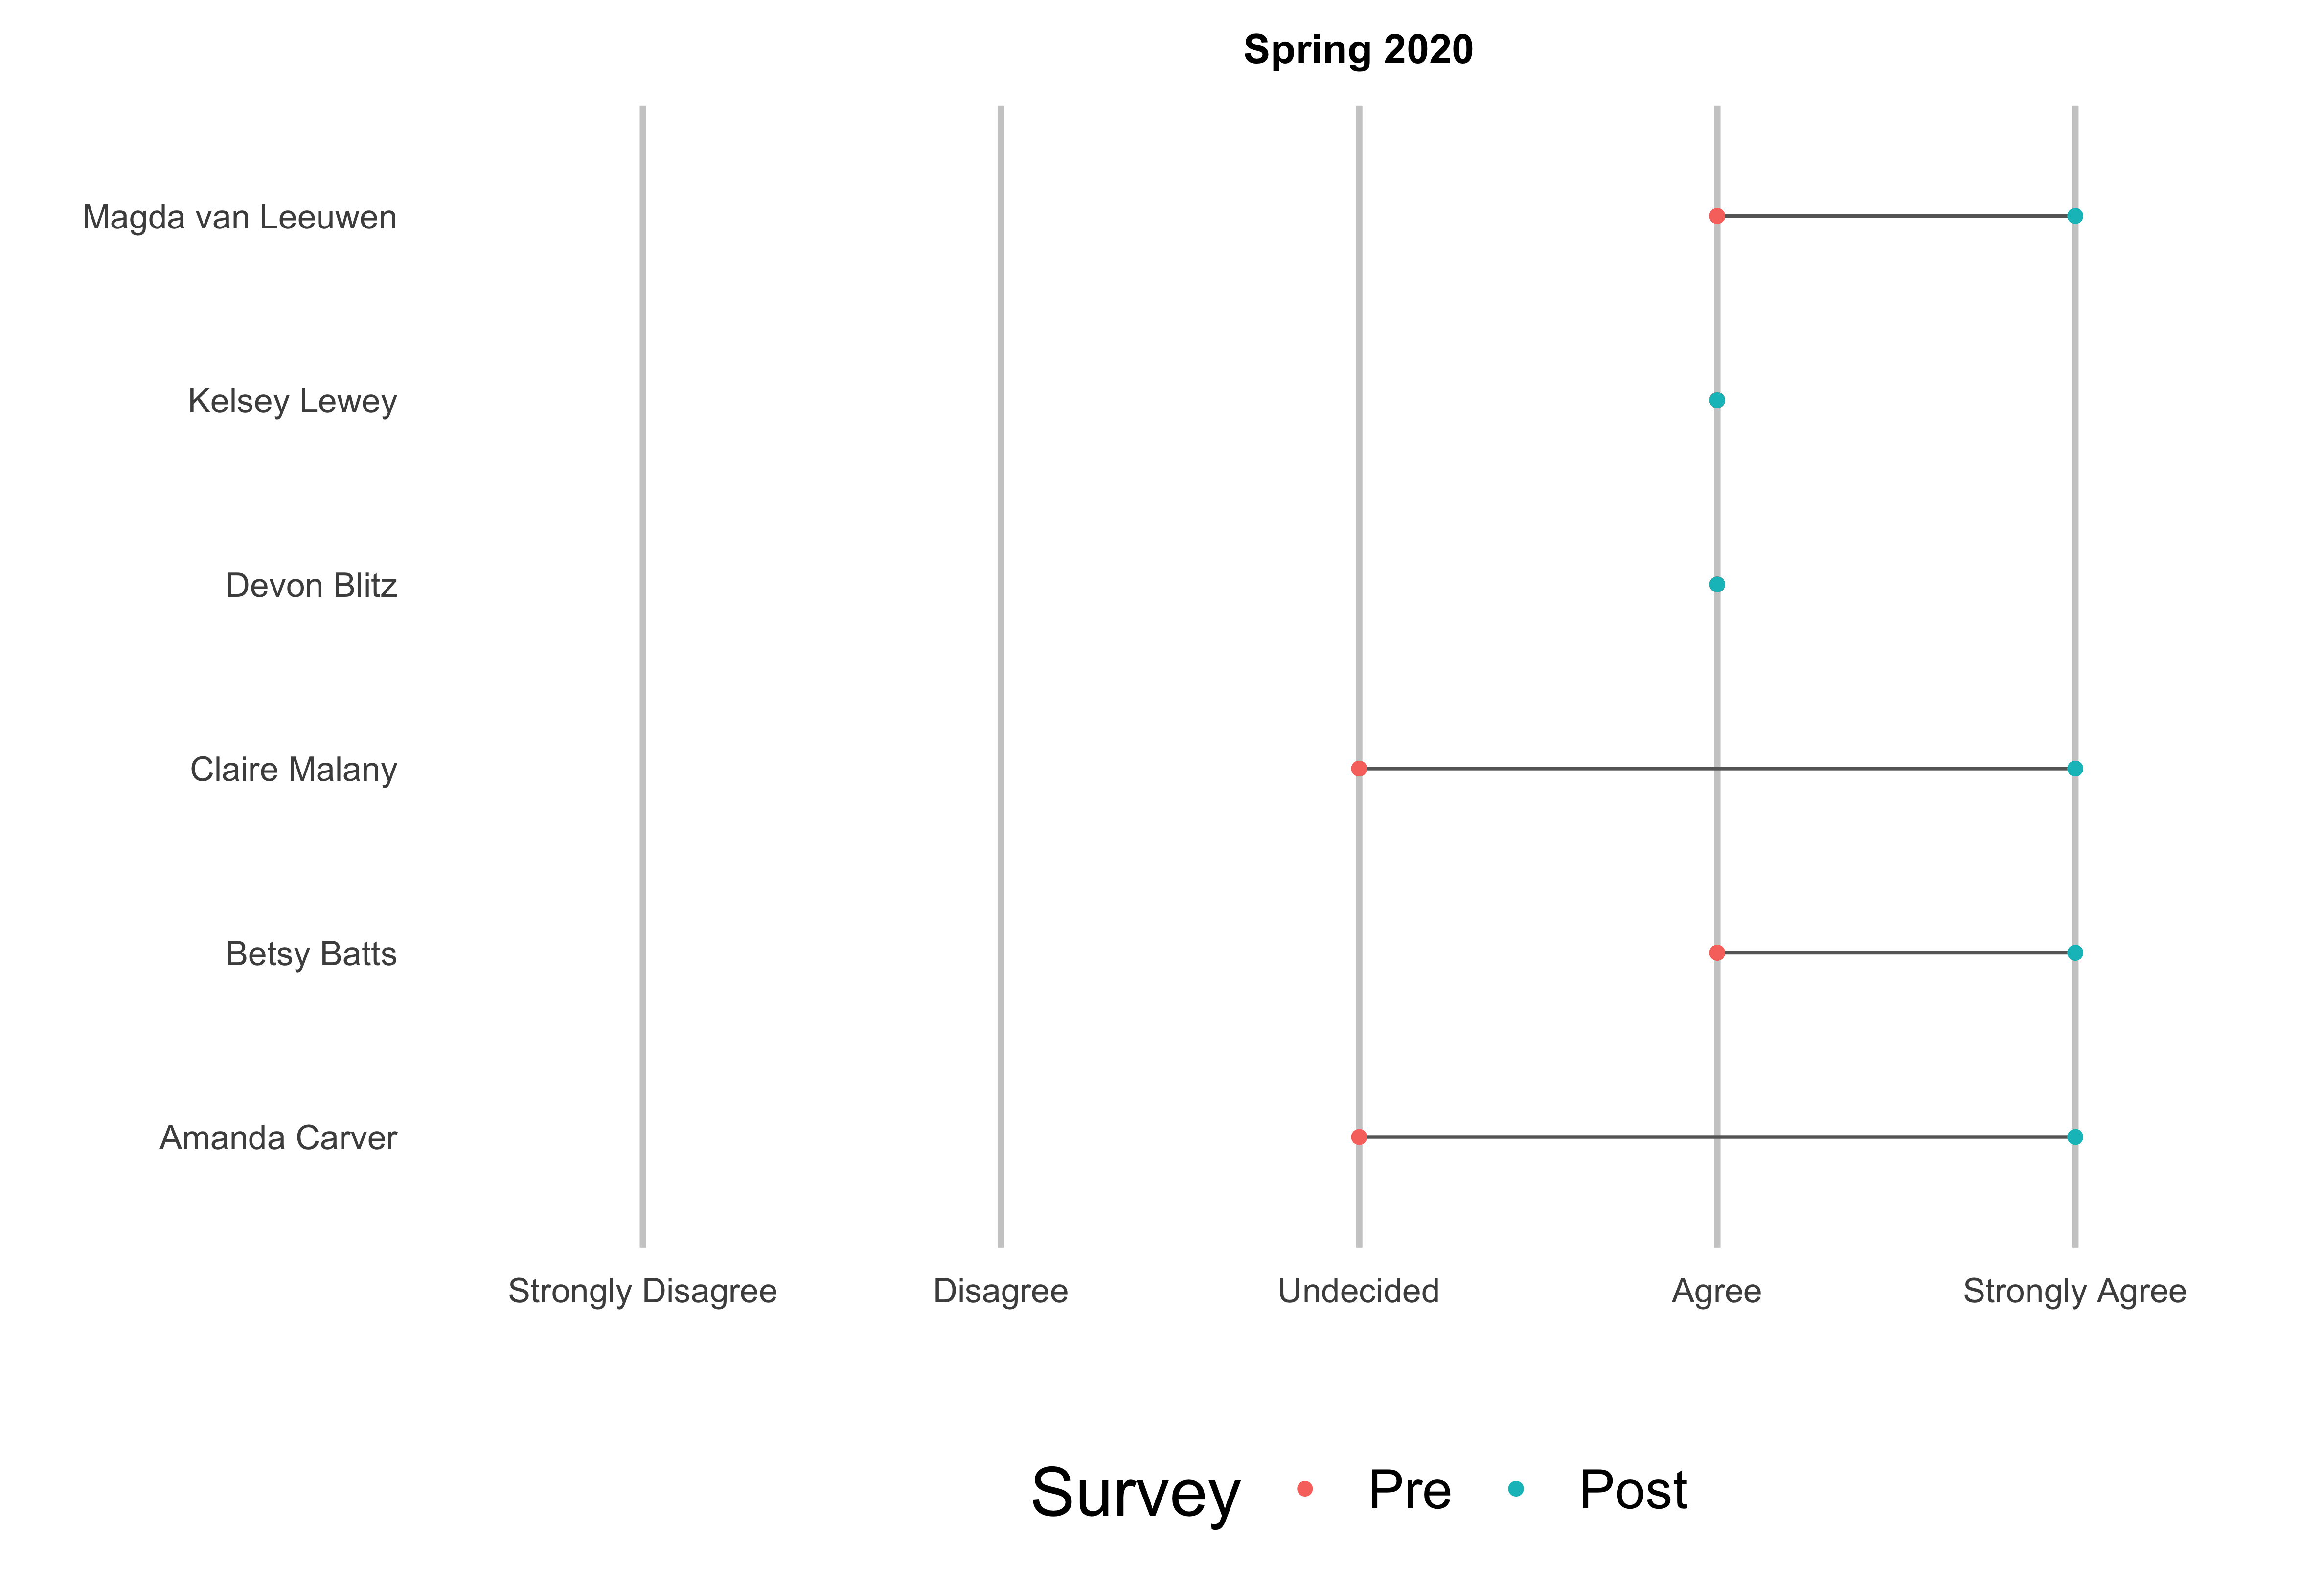 Spring 2020
Magda van Leeuwen
Kelsey Lewey
Devon Blitz
Claire Malany
Betsy Batts
Amanda Carver
Strongly Disagree Disagree Undecided Agree Strongly Agree
Survey Pre Post